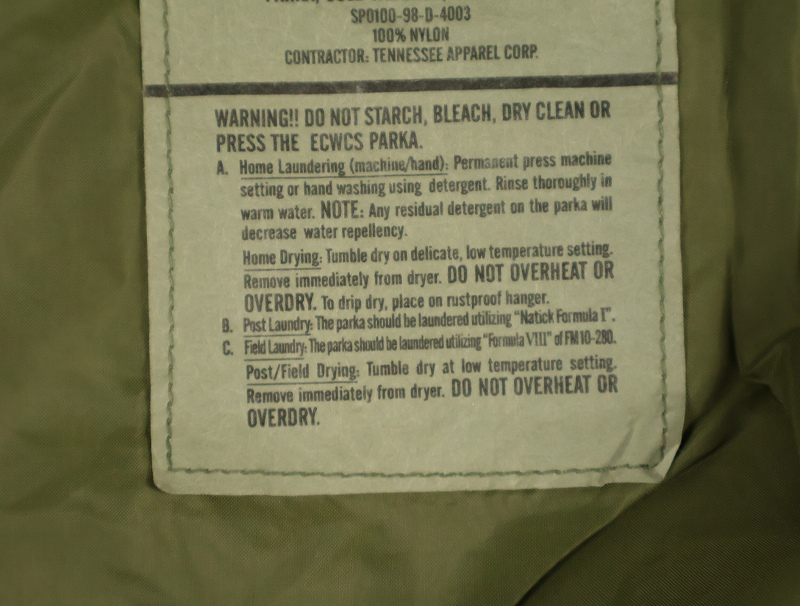 SPO100-98-D-4003
100% NYLON
CONTRACTOR: TENNESSEE APPAREL CORP.
WARNING!! DO NOT STARCH, BLEACH, DRY CLEAN OR
PRESS THE ECWCS PARKA.
A. Home Laundering (machine/hand): Permanent press machine
setting or hand washing using detergent. Rinse thoroughly in
warm water. NOTE: Any residual detergent on the parka will
decrease water repellency.
Home Drying: Tumble dry on delicate, low temperature setting.
Remove immediately from dryer. DO NOT OVERHEAT OR
OVERDRY. To drip dry, place on rustproof hanger.
B. Post Laundry: The parka should be laundered utilizing "Natick Formula I".
C. Field Laundry: The parka should be laundered utilizing "Formula VIII" of FM10-280.
Post/Field Drying: Tumble dry at low temperature setting.
Remove immediately from dryer. DO NOT OVERHEAT OR
OVERDRY.